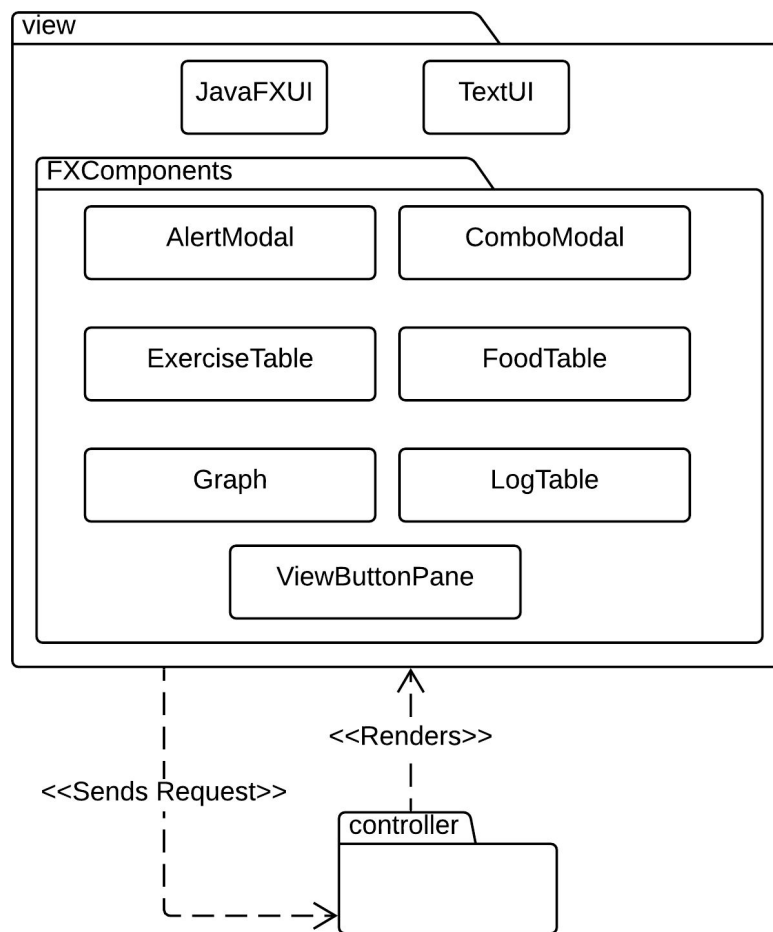 view
JavaFXUI
TextUI
FXComponents
AlertModal
ComboModal
ExerciseTable
FoodTable
Graph
LogTable
ViewButtonPane
<<Renders>>
<<Sends Request>>
controller